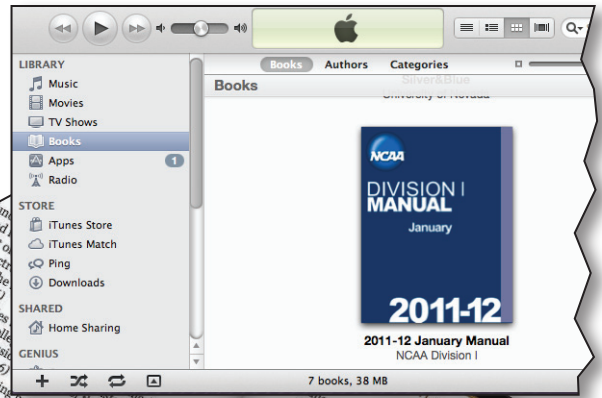 LIBRARY
Music
Movies
TV Shows
Books
Apps 1
Radio
STORE
iTunes Store
iTunes Match
Ping
Downloads
SHARED
Home Sharing
GENIUS
Books Authors Categories
Books
Silver&Blue
University of Nevada
NCAA
DIVISION I
MANUAL
January
2011-12
2011-12 January Manual
NCAA Division I
7 books, 38 MB